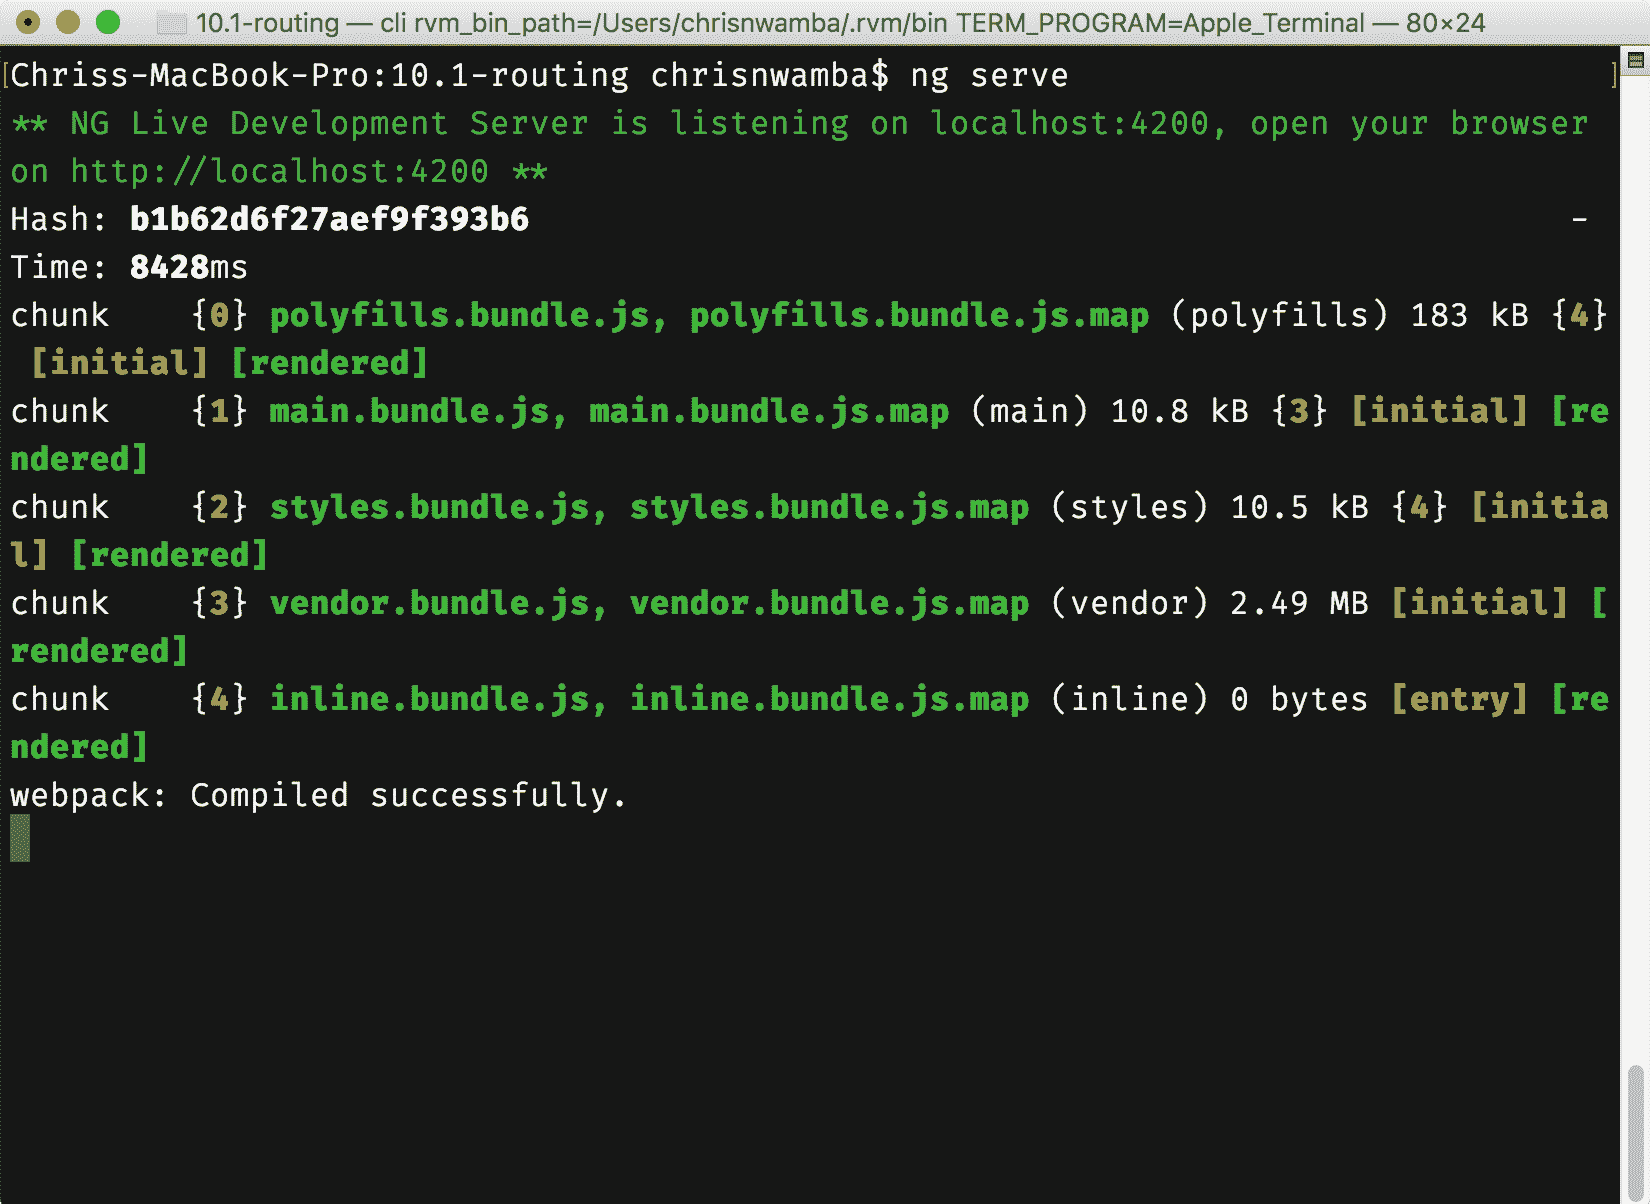 10.1-routing — cli rvm_bin_path=/Users/chrisnwamba/.rvm/bin TERM_PROGRAM=Apple_Terminal — 80×24
[Chriss-MacBook-Pro:10.1-routing chrisnwamba$ ng serve ]
** NG Live Development Server is listening on localhost:4200, open your browser
on http://localhost:4200 **
Hash: b1b62d6f27aef9f393b6 -
Time: 8428ms
chunk    {0} polyfills.bundle.js, polyfills.bundle.js.map (polyfills) 183 kB {4}
 [initial] [rendered]
chunk    {1} main.bundle.js, main.bundle.js.map (main) 10.8 kB {3} [initial] [re
ndered]
chunk    {2} styles.bundle.js, styles.bundle.js.map (styles) 10.5 kB {4} [initia
l] [rendered]
chunk    {3} vendor.bundle.js, vendor.bundle.js.map (vendor) 2.49 MB [initial] [
rendered]
chunk    {4} inline.bundle.js, inline.bundle.js.map (inline) 0 bytes [entry] [re
ndered]
webpack: Compiled successfully.